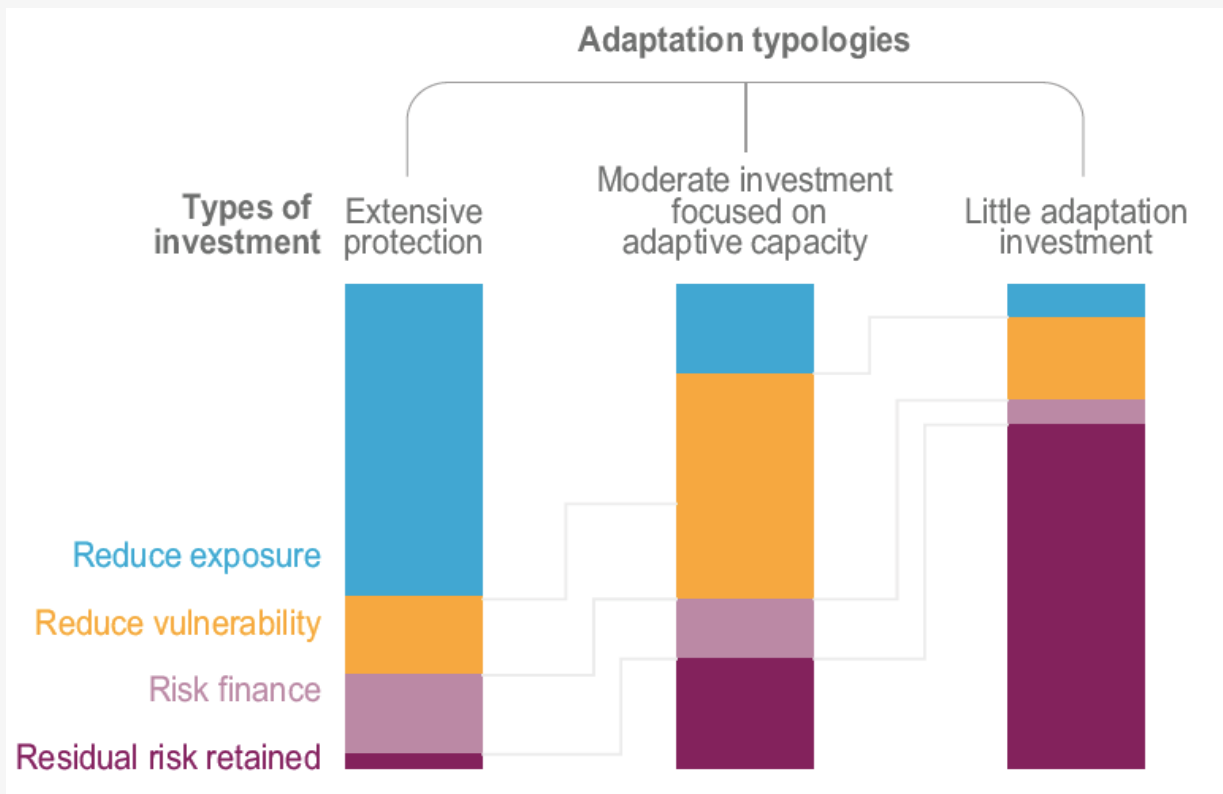 Adaptation typologies
Types of
investment
Extensive
protection
Moderate investment
focused on
adaptive capacity
Little adaptation
investment
Reduce exposure
Reduce vulnerability
Risk finance
Residual risk retained